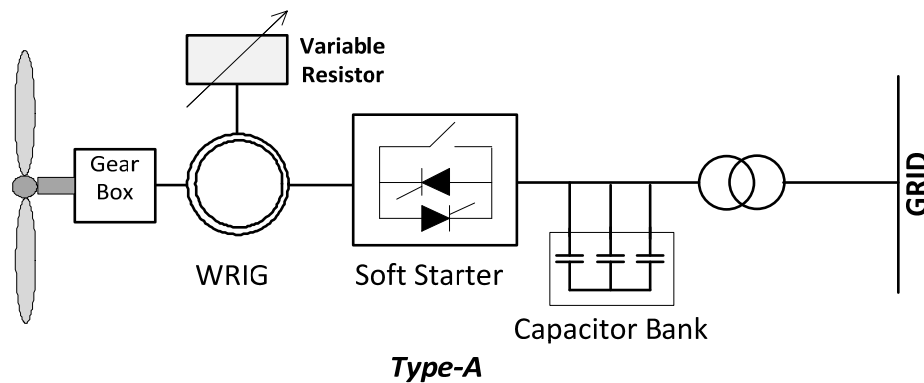 Variable
Resistor
Gear
Box
GRID
WRIG
Soft Starter
Capacitor Bank
Type-A